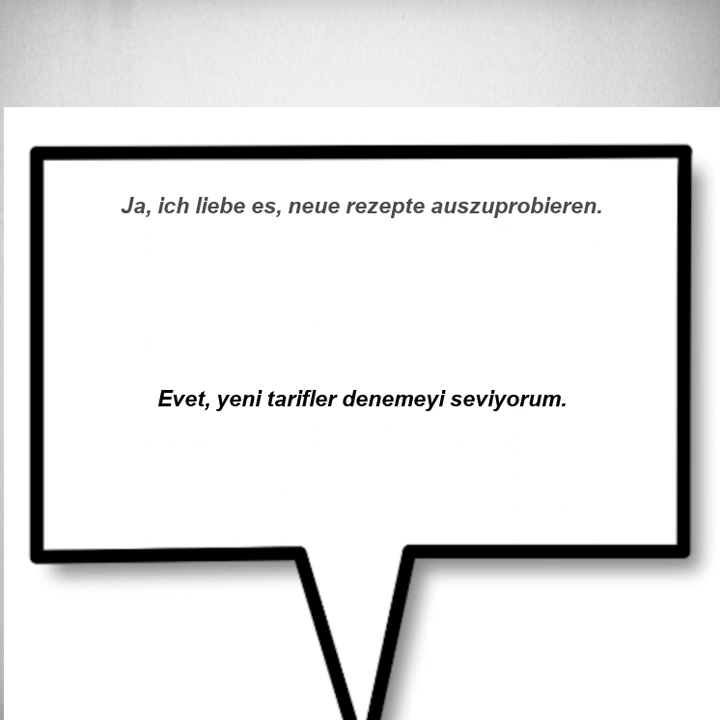 Ja, ich liebe es, neue rezepte auszuprobieren.
Evet, yeni tarifler denemeyi seviyorum.